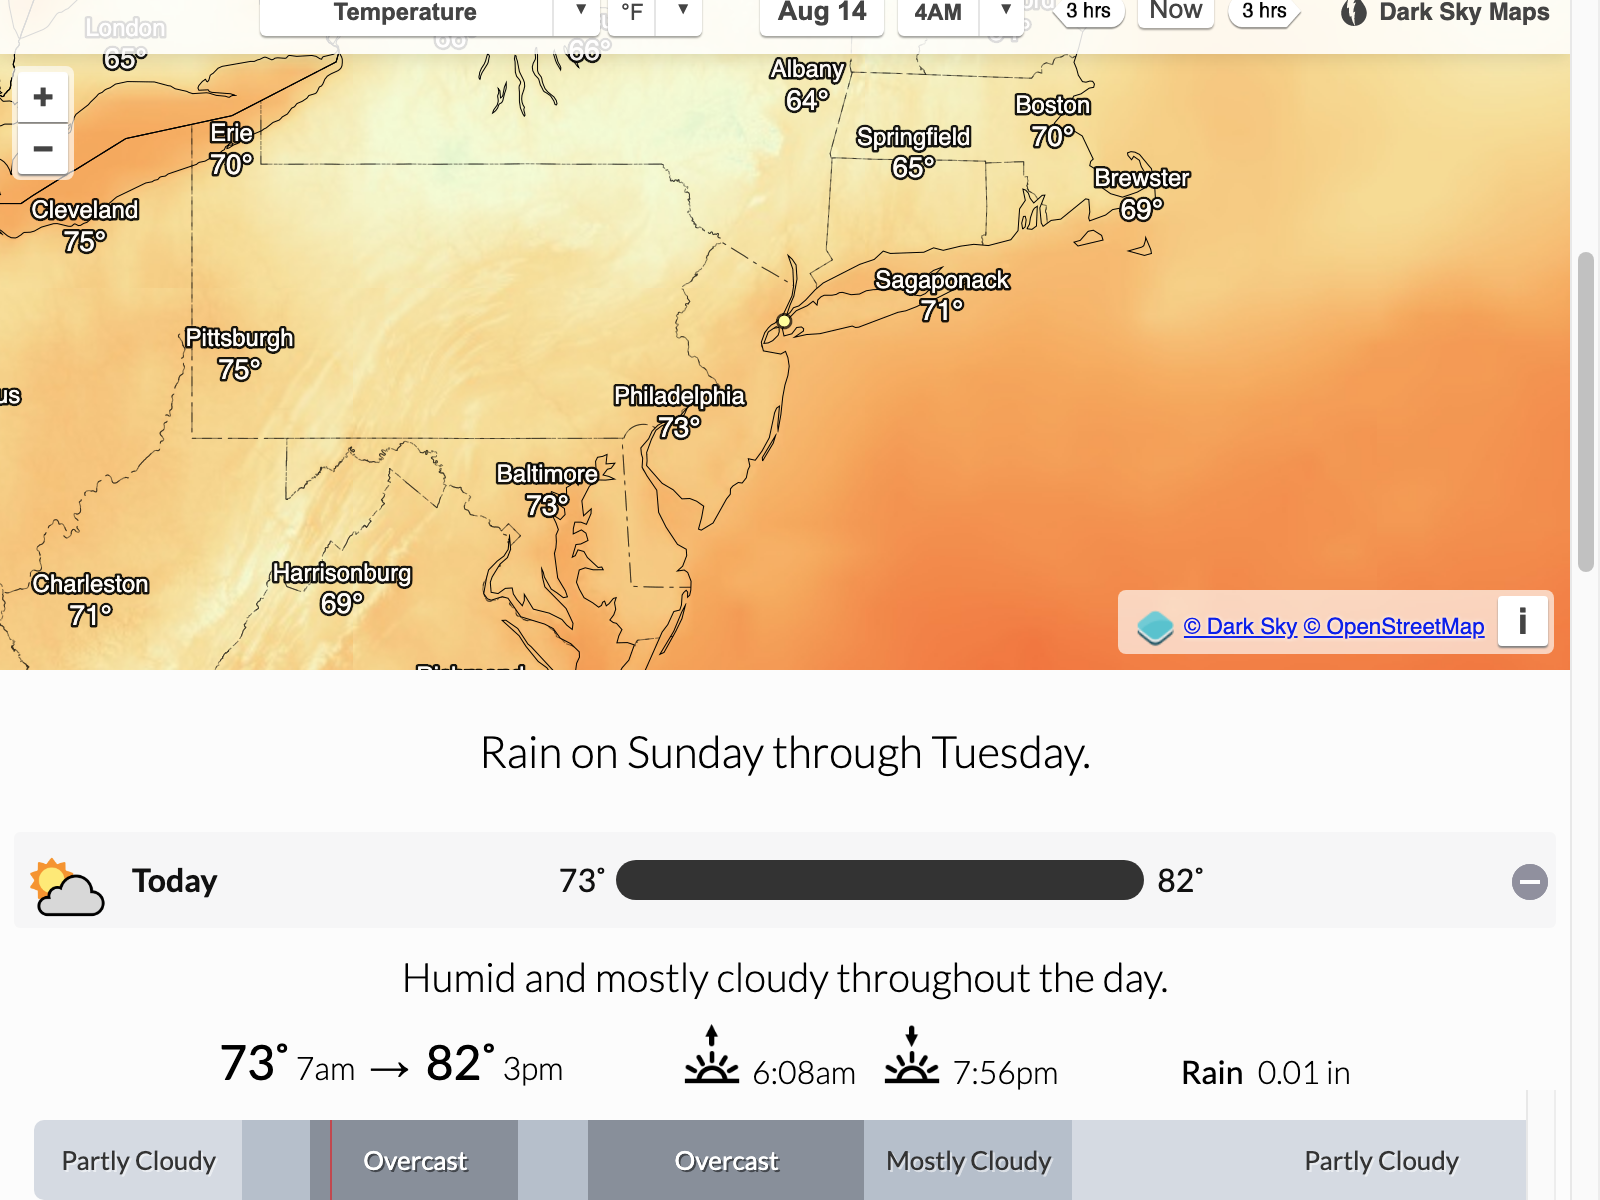 Temperature ▼ °F ▼ Aug 14 4AM ▼ 3 hrs Now 3 hrs Dark Sky Maps
London
65°
66°
66°
Albany
64°
Boston
70°
+
−
Erie
70°
Springfield
65°
Brewster
69°
Cleveland
75°
Sagaponack
71°
Pittsburgh
75°
us
Philadelphia
73°
Baltimore
73°
Charleston
71°
Harrisonburg
69°
Richmond
© Dark Sky © OpenStreetMap i
Rain on Sunday through Tuesday.
Today 73° 82°
Humid and mostly cloudy throughout the day.
73° 7am → 82° 3pm 6:08am 7:56pm Rain 0.01 in
Partly Cloudy Overcast Overcast Mostly Cloudy Partly Cloudy